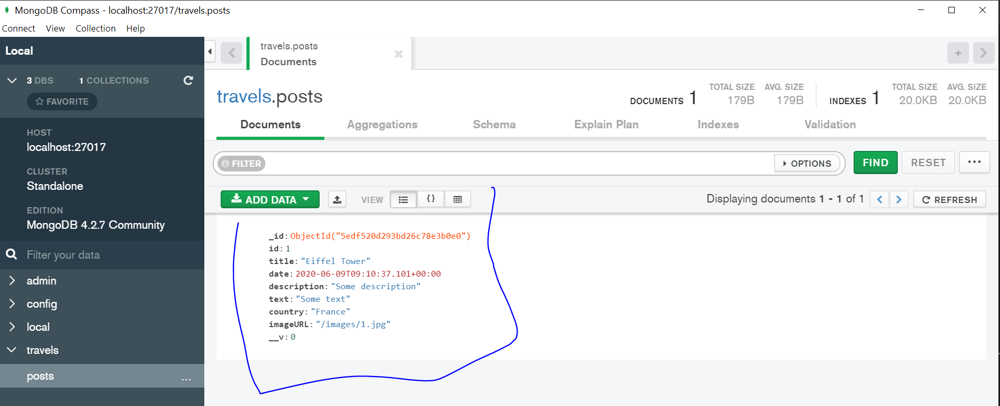 MongoDB Compass - localhost:27017/travels.posts
Connect View Collection Help
Local
3 DBS 1 COLLECTIONS
FAVORITE
HOST
localhost:27017
CLUSTER
Standalone
EDITION
MongoDB 4.2.7 Community
Filter your data
admin
config
local
travels
posts ...
travels.posts
Documents
travels.posts
DOCUMENTS 1 TOTAL SIZE 179B AVG. SIZE 179B INDEXES 1 TOTAL SIZE 20.0KB AVG. SIZE 20.0KB
Documents Aggregations Schema Explain Plan Indexes Validation
FILTER OPTIONS FIND RESET ...
ADD DATA VIEW {} Displaying documents 1 - 1 of 1 REFRESH
_id: ObjectId("5edf520d293bd26c78e3b0e0")
id: 1
title: "Eiffel Tower"
date: 2020-06-09T09:10:37.101+00:00
description: "Some description"
text: "Some text"
country: "France"
imageURL: "/images/1.jpg"
__v: 0